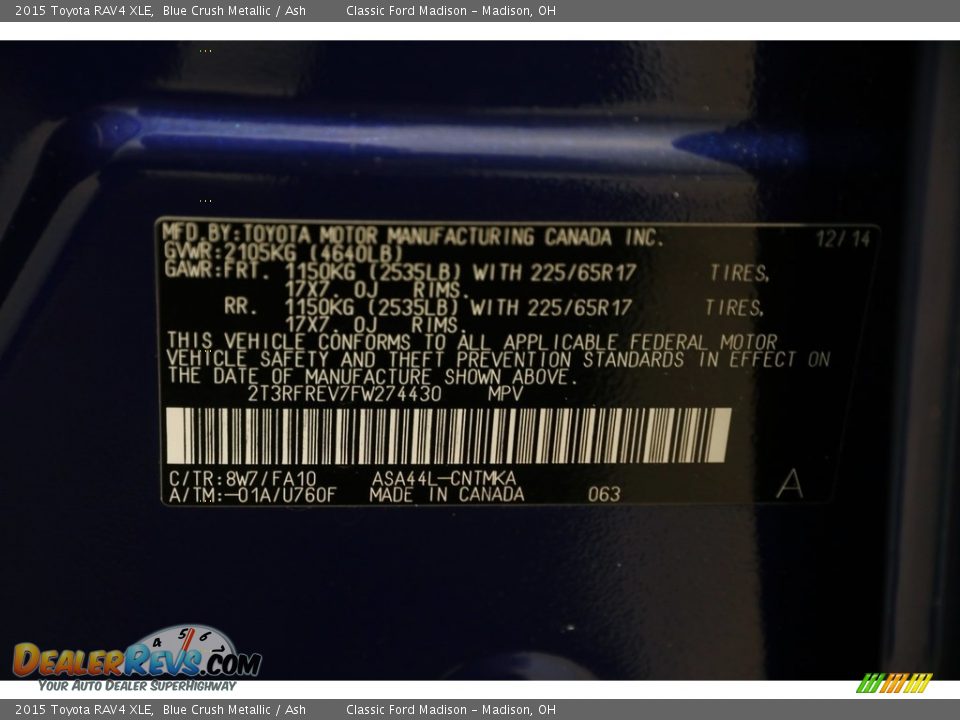 2015 Toyota RAV4 XLE, Blue Crush Metallic / Ash Classic Ford Madison - Madison, OH
MFD.BY:TOYOTA MOTOR MANUFACTURING CANADA INC. 12/14
GVWR:2105KG (4640LB)
GAWR:FRT. 1150KG (2535LB) WITH 225/65R17 TIRES,
17X7.0J RIMS.
RR. 1150KG (2535LB) WITH 225/65R17 TIRES,
17X7.0J RIMS.
THIS VEHICLE CONFORMS TO ALL APPLICABLE FEDERAL MOTOR
VEHICLE SAFETY AND THEFT PREVENTION STANDARDS IN EFFECT ON
THE DATE OF MANUFACTURE SHOWN ABOVE.
2T3RFREV7FW274430 MPV
C/TR:8W7/FA10 ASA44L-CNTMKA
A/TM:-01A/U760F MADE IN CANADA 063 A
4 5 6
DEALERREVS.COM
YOUR AUTO DEALER SUPERHIGHWAY
2015 Toyota RAV4 XLE, Blue Crush Metallic / Ash Classic Ford Madison - Madison, OH